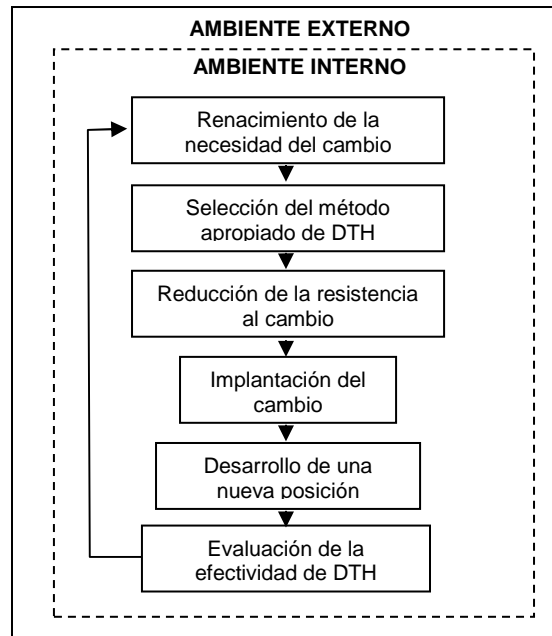 AMBIENTE EXTERNO
AMBIENTE INTERNO
Renacimiento de la
necesidad del cambio
Selección del método
apropiado de DTH
Reducción de la resistencia
al cambio
Implantación del
cambio
Desarrollo de una
nueva posición
Evaluación de la
efectividad de DTH